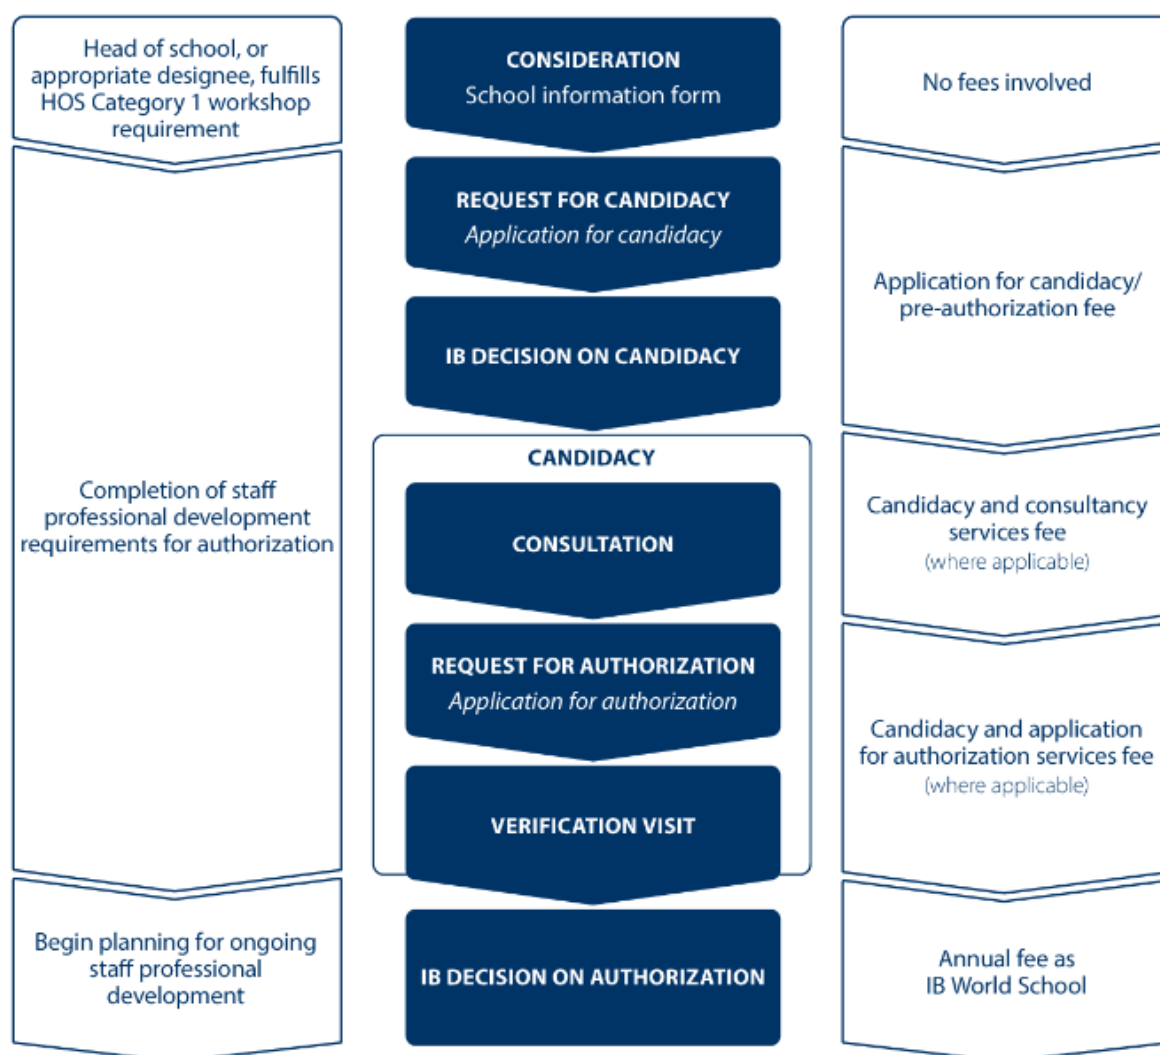 Head of school, or
appropriate designee, fulfills
HOS Category 1 workshop
requirement
CONSIDERATION
School information form
No fees involved
REQUEST FOR CANDIDACY
Application for candidacy
IB DECISION ON CANDIDACY
Application for candidacy/
pre-authorization fee
Completion of staff
professional development
requirements for authorization
CANDIDACY
CONSULTATION
REQUEST FOR AUTHORIZATION
Application for authorization
VERIFICATION VISIT
Candidacy and consultancy
services fee
(where applicable)
Candidacy and application
for authorization services fee
(where applicable)
Begin planning for ongoing
staff professional
development
IB DECISION ON AUTHORIZATION
Annual fee as
IB World School